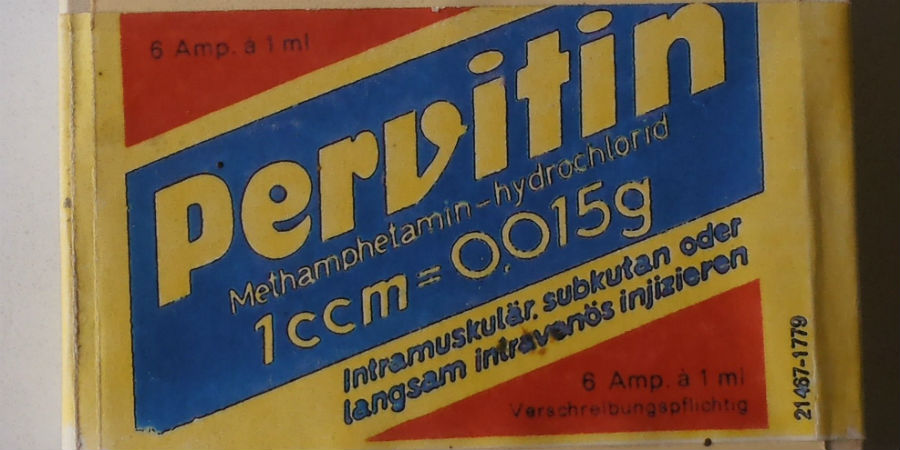 6 Amp. à 1 ml
Pervitin
Methamphetamin-hydrochlorid
1 ccm = 0,0015g
Intramuskulär, subkutan oder
langsam intravenös injizieren
6 Amp. à 1 ml
Verschreibungspflichtig
21467-1779